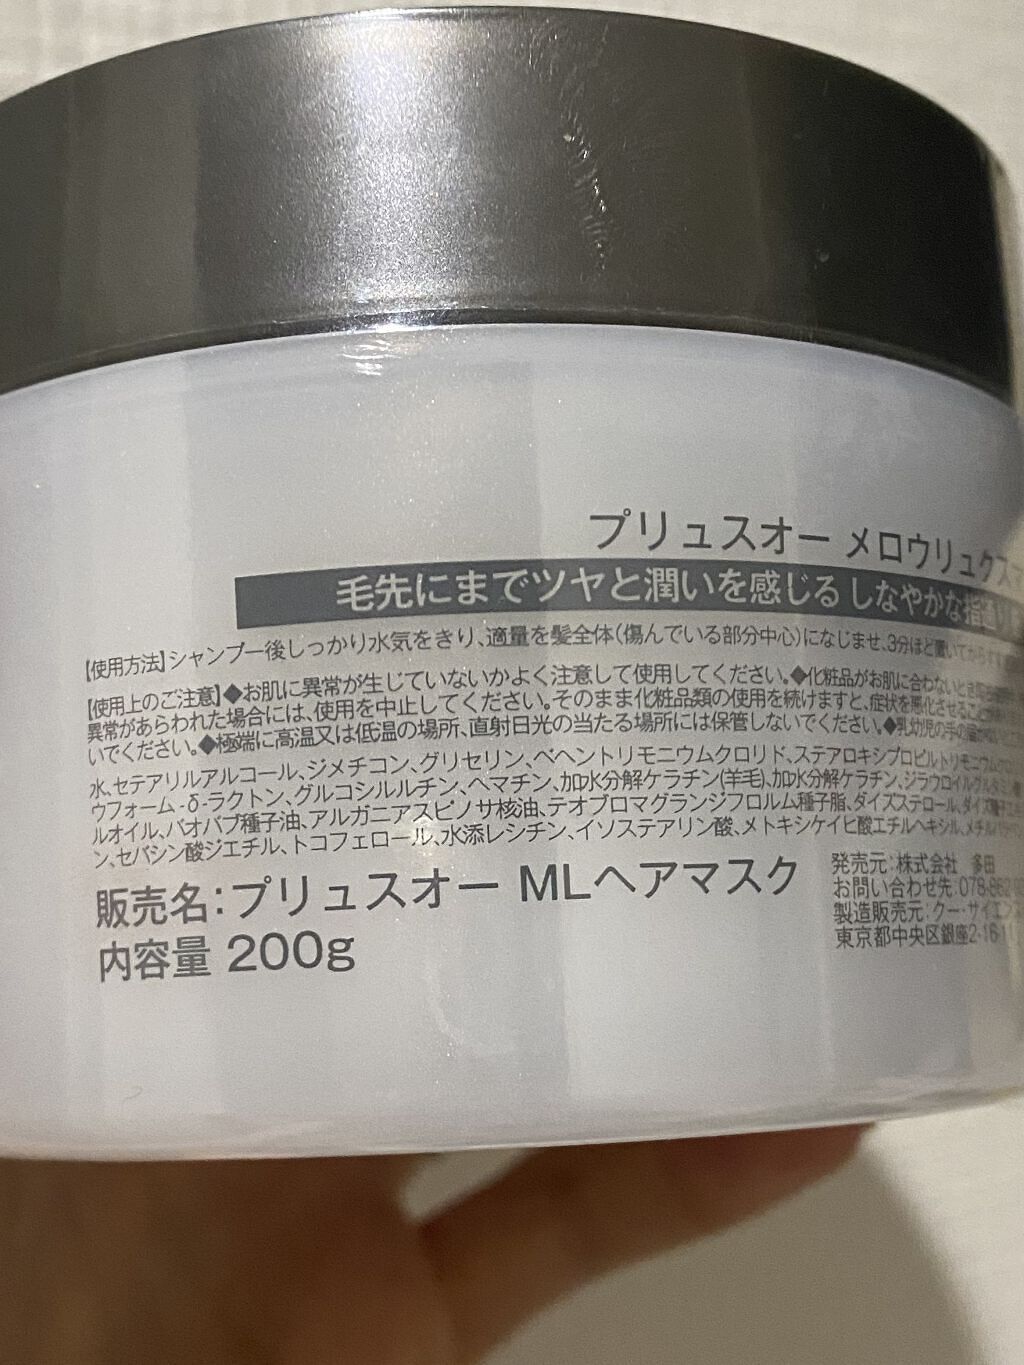 プリュスオー メロウリュクス
毛先にまでツヤと潤いを感じる しなやかな指通り
【使用方法】シャンプー後しっかり水気をきり、適量を髪全体(傷んでいる部分中心)になじませ、3分ほど置いてから
【使用上のご注意】◆お肌に異常が生じていないかよく注意して使用してください。◆化粧品がお肌に合わないとき
異常があらわれた場合には、使用を中止してください。そのまま化粧品類の使用を続けますと、症状を悪化させること
いでください。◆極端に高温又は低温の場所、直射日光の当たる場所には保管しないでください。◆乳幼児の手の届かない
水、セテアリルアルコール、ジメチコン、グリセリン、ベヘントリモニウムクロリド、ステアロキシプロピルトリモニウムクロ
ウフォーム-δ-ラクトン、グルコシルルチン、ヘマチン、加水分解ケラチン(羊毛)、加水分解ケラチン、ジラウロイルグルタミン酸
ルオイル、バオバブ種子油、アルガニアスピノサ核油、テオブロマグランジフロルム種子脂、ダイズステロール、ダイズ
ン、セバシン酸ジエチル、トコフェロール、水添レシチン、イソステアリン酸、メトキシケイヒ酸エチルヘキシル、メチルパラベン
販売名:プリュスオー MLヘアマスク
内容量 200g
発売元:株式会社 多田
お問い合わせ先:078-862
製造販売元:クー・サイエンス
東京都中央区銀座2-16-11